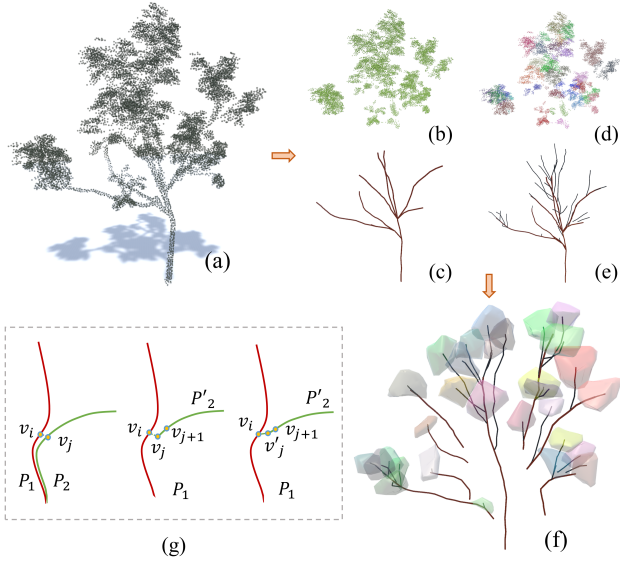 (b)
(d)
(a)
(c)
(e)
v_i
v_j
P_1
P_2
v_i
v_j
v_{j+1}
P'_2
P_1
v_i
v'_j
v_{j+1}
P'_2
P_1
(f)
(g)